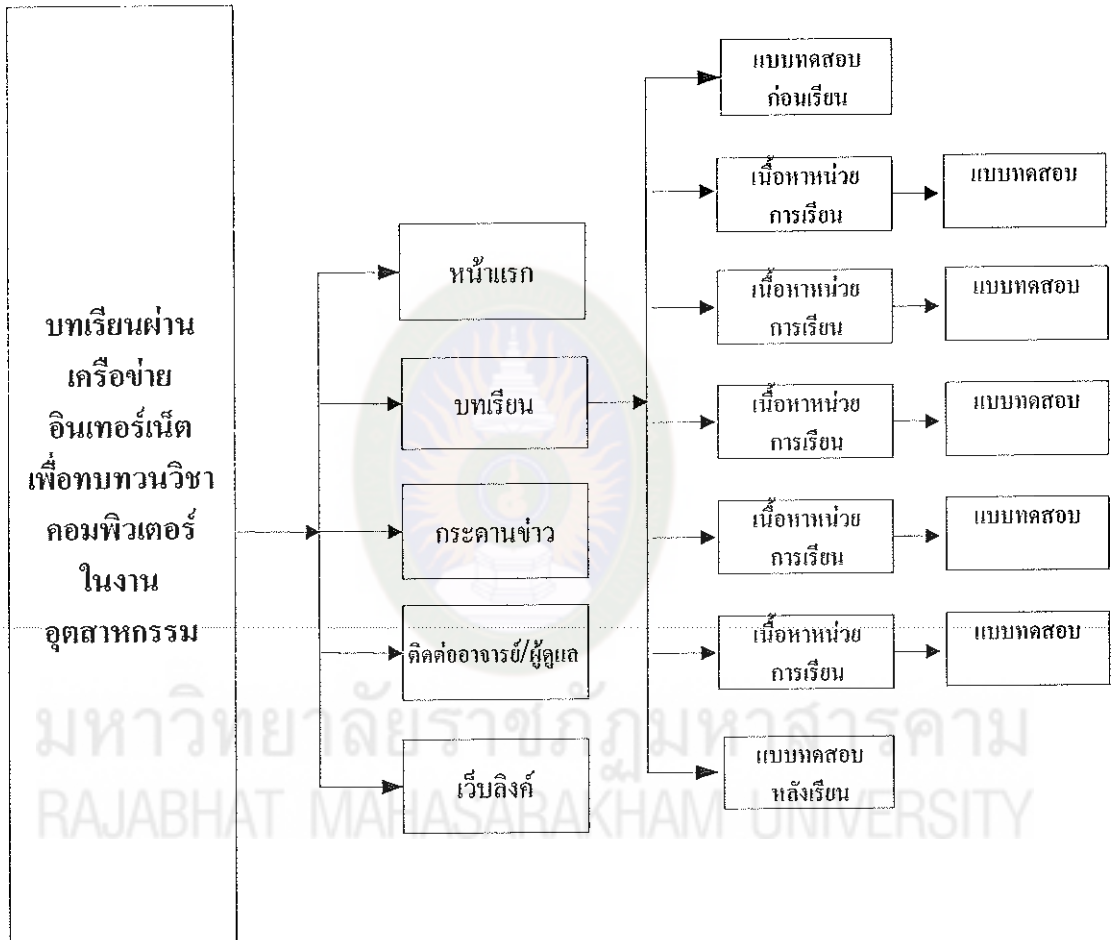 บทเรียนผ่าน
เครือข่าย
อินเทอร์เน็ต
เพื่อทบทวนวิชา
คอมพิวเตอร์
ในงาน
อุตสาหกรรม
หน้าแรก
บทเรียน
กระดานข่าว
ติดต่ออาจารย์/ผู้ดูแล
เว็บลิงค์
แบบทดสอบ
ก่อนเรียน
เนื้อหาหน่วย
การเรียน
แบบทดสอบ
เนื้อหาหน่วย
การเรียน
แบบทดสอบ
เนื้อหาหน่วย
การเรียน
แบบทดสอบ
เนื้อหาหน่วย
การเรียน
แบบทดสอบ
เนื้อหาหน่วย
การเรียน
แบบทดสอบ
แบบทดสอบ
หลังเรียน
มหาวิทยาลัยราชภัฏมหาสารคาม
RAJABHAT MAHASARAKHAM UNIVERSITY